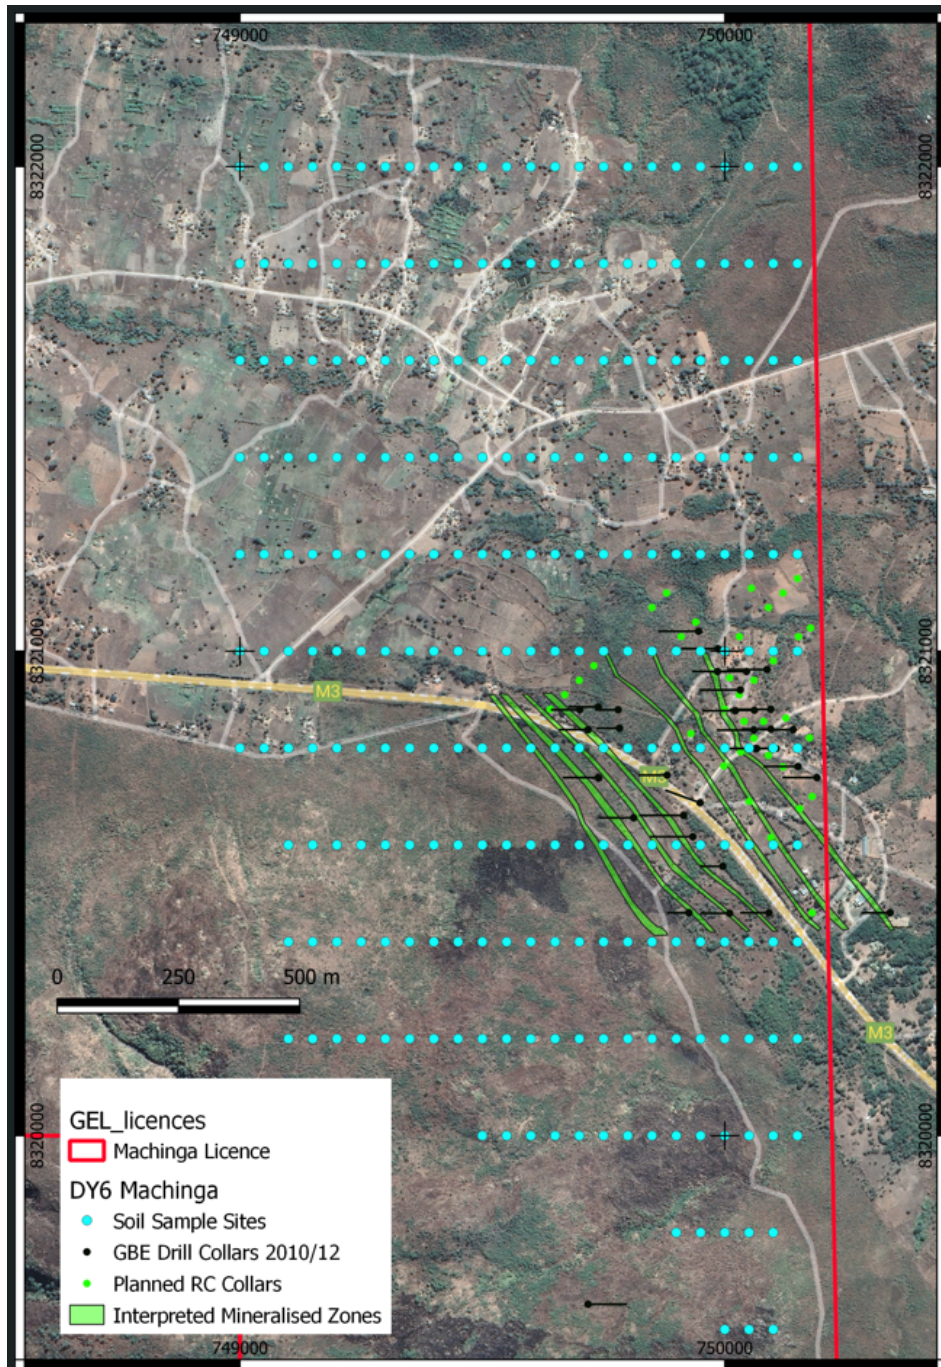 749000
750000
8322000
8322000
8321000
8321000
M3
M3
0 250 500 m
M3
8320000
8320000
GEL_licences
Machinga Licence
DY6 Machinga
Soil Sample Sites
GBE Drill Collars 2010/12
Planned RC Collars
Interpreted Mineralised Zones
749000
750000